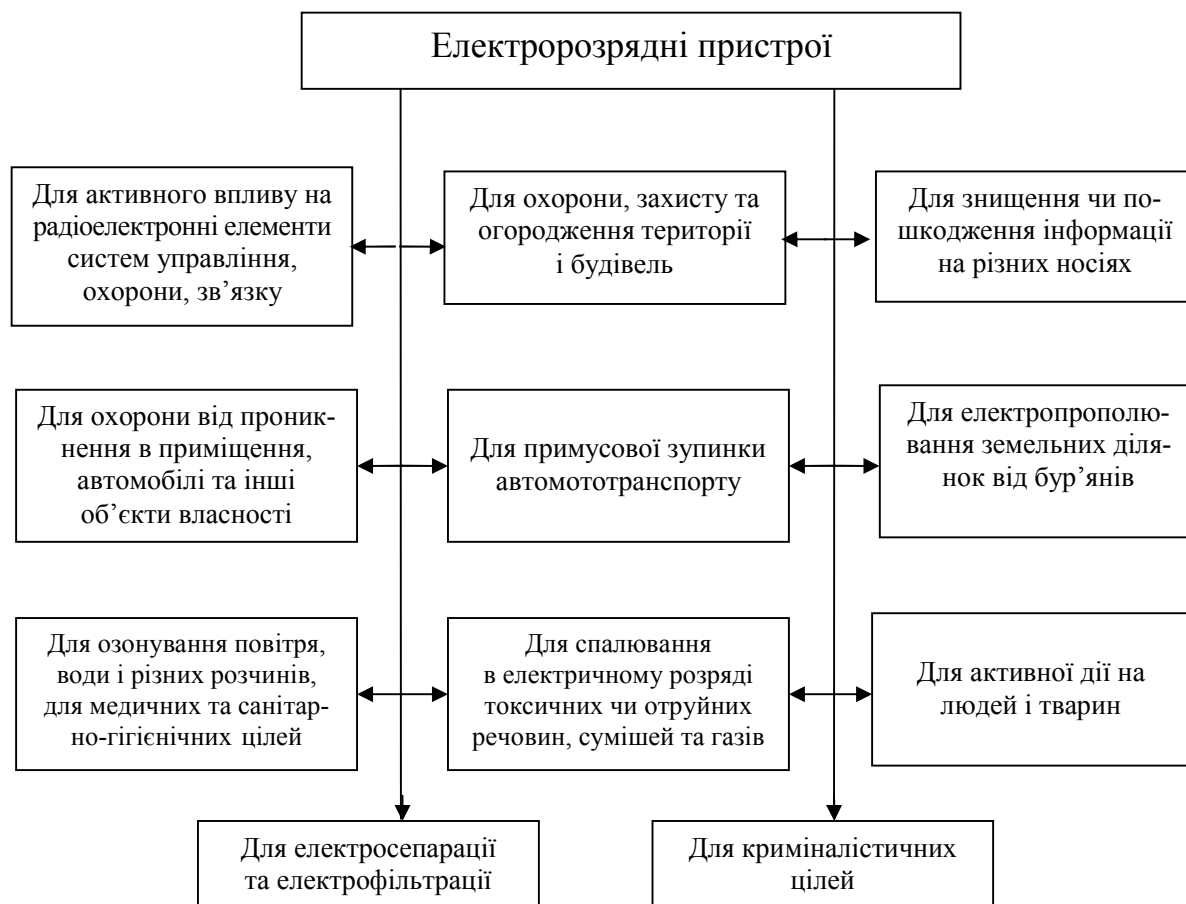 Електророзрядні пристрої
Для активного впливу на
радіоелектронні елементи
систем управління,
охорони, зв’язку
Для охорони, захисту та
огородження території
і будівель
Для знищення чи по-
шкодження інформації
на різних носіях
Для охорони від проник-
нення в приміщення,
автомобілі та інші
об’єкти власності
Для примусової зупинки
автомототранспорту
Для електрополю-
вання земельних діля-
нок від бур’янів
Для озонування повітря,
води і різних розчинів,
для медичних та санітар-
но-гігієнічних цілей
Для спалювання
в електричному розряді
токсичних чи отруйних
речовин, сумішей та газів
Для активної дії на
людей і тварин
Для електросепарації
та електрофільтрації
Для криміналістичних
цілей